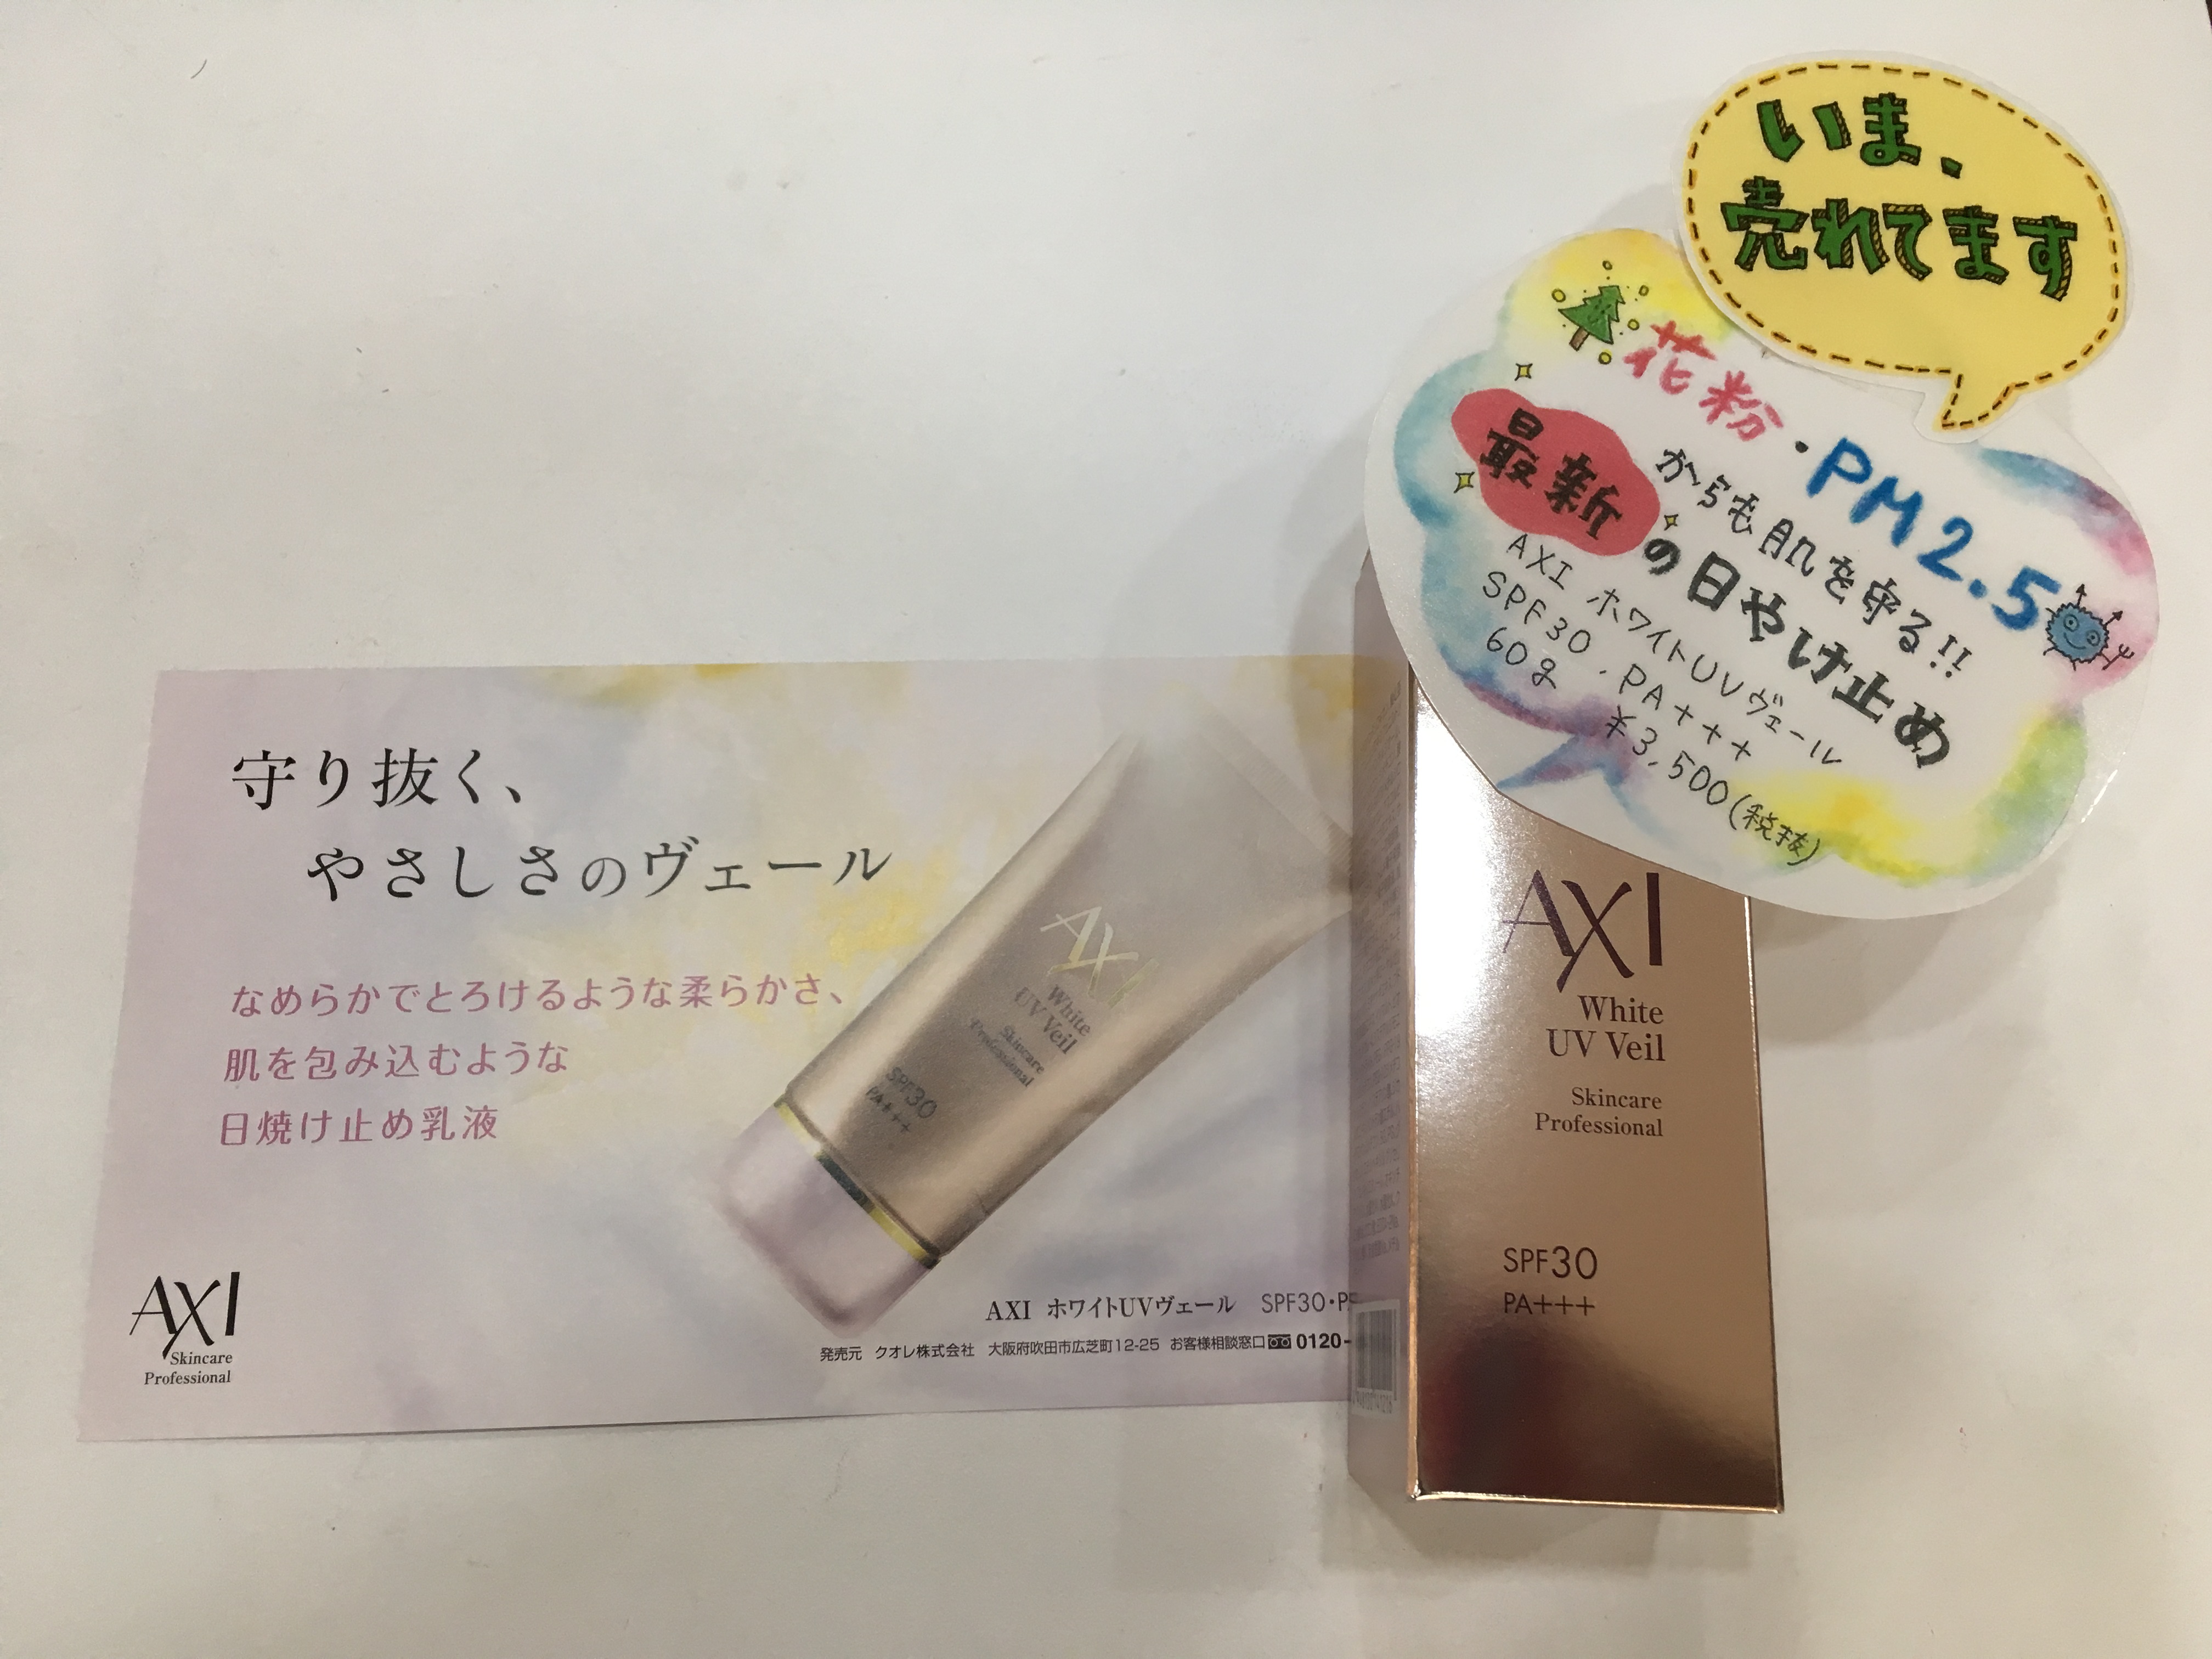 いま、
売れてます
花粉・PM2.5
からも肌を守る!!
最新の日やけ止め
AXI ホワイトUVヴェール
SPF30・PA+++
60g
¥3,500(税抜)
守り抜く、
やさしさのヴェール
なめらかでとろけるような柔らかさ、
肌を包み込むような
日焼け止め乳液
AXI
White
UV Veil
Skincare
Professional
SPF30
PA+++
AXI
Skincare
Professional
AXI ホワイトUVヴェール SPF30・P
発売元 クオレ株式会社 大阪府吹田市広芝町12-25 お客様相談窓口 0120-
AXI
White
UV Veil
Skincare
Professional
SPF30
PA+++